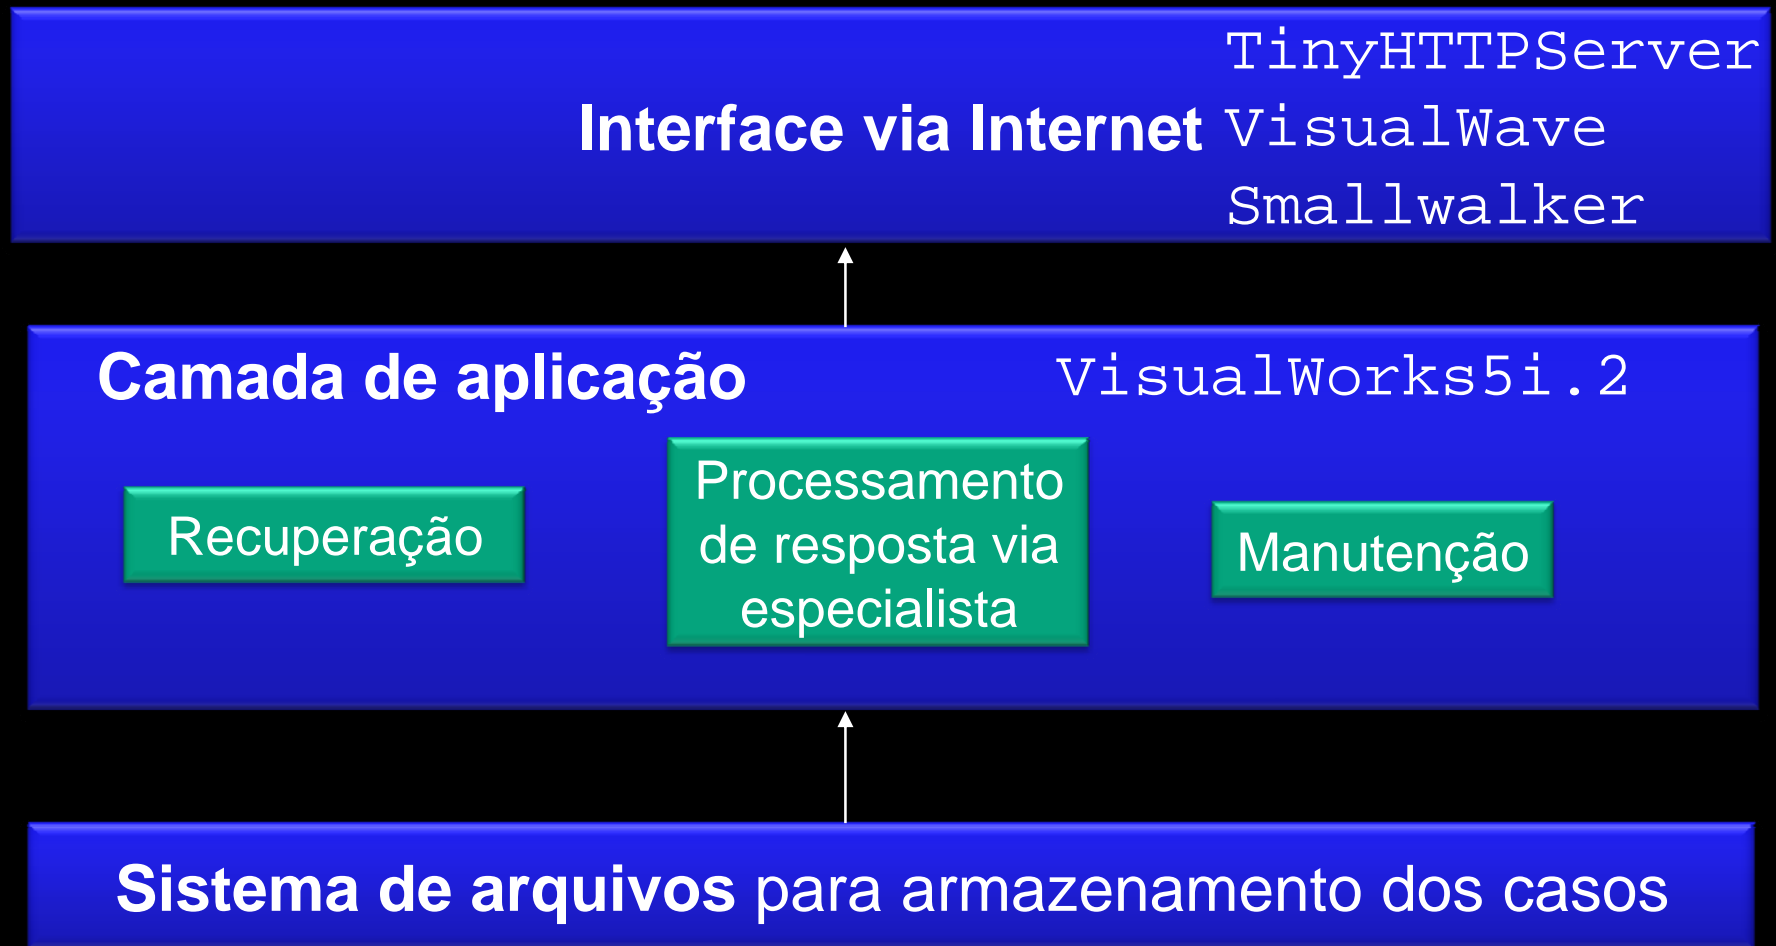 TinyHTTPServer
Interface via Internet VisualWave
Smallwalker
Camada de aplicação VisualWorks5i.2
Recuperação
Processamento
de resposta via
especialista
Manutenção
Sistema de arquivos para armazenamento dos casos